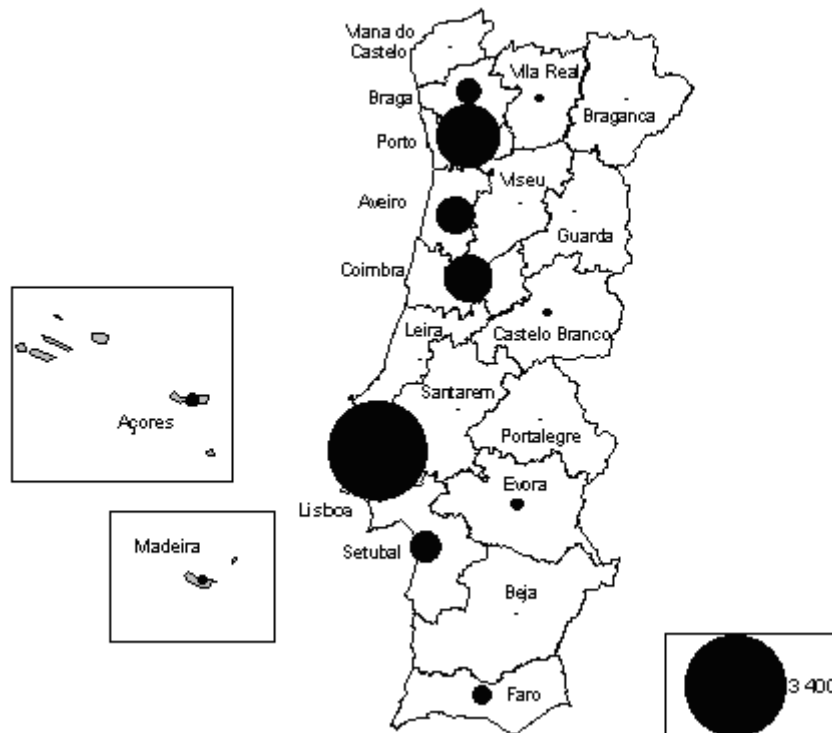 Viana do
Castelo
Vila Real
Braga
Braganca
Porto
Viseu
Aveiro
Guarda
Coimbra
Leira
Castelo Branco
Santarem
Açores
Portalegre
Evora
Lisboa
Madeira
Setubal
Beja
3 400
Faro